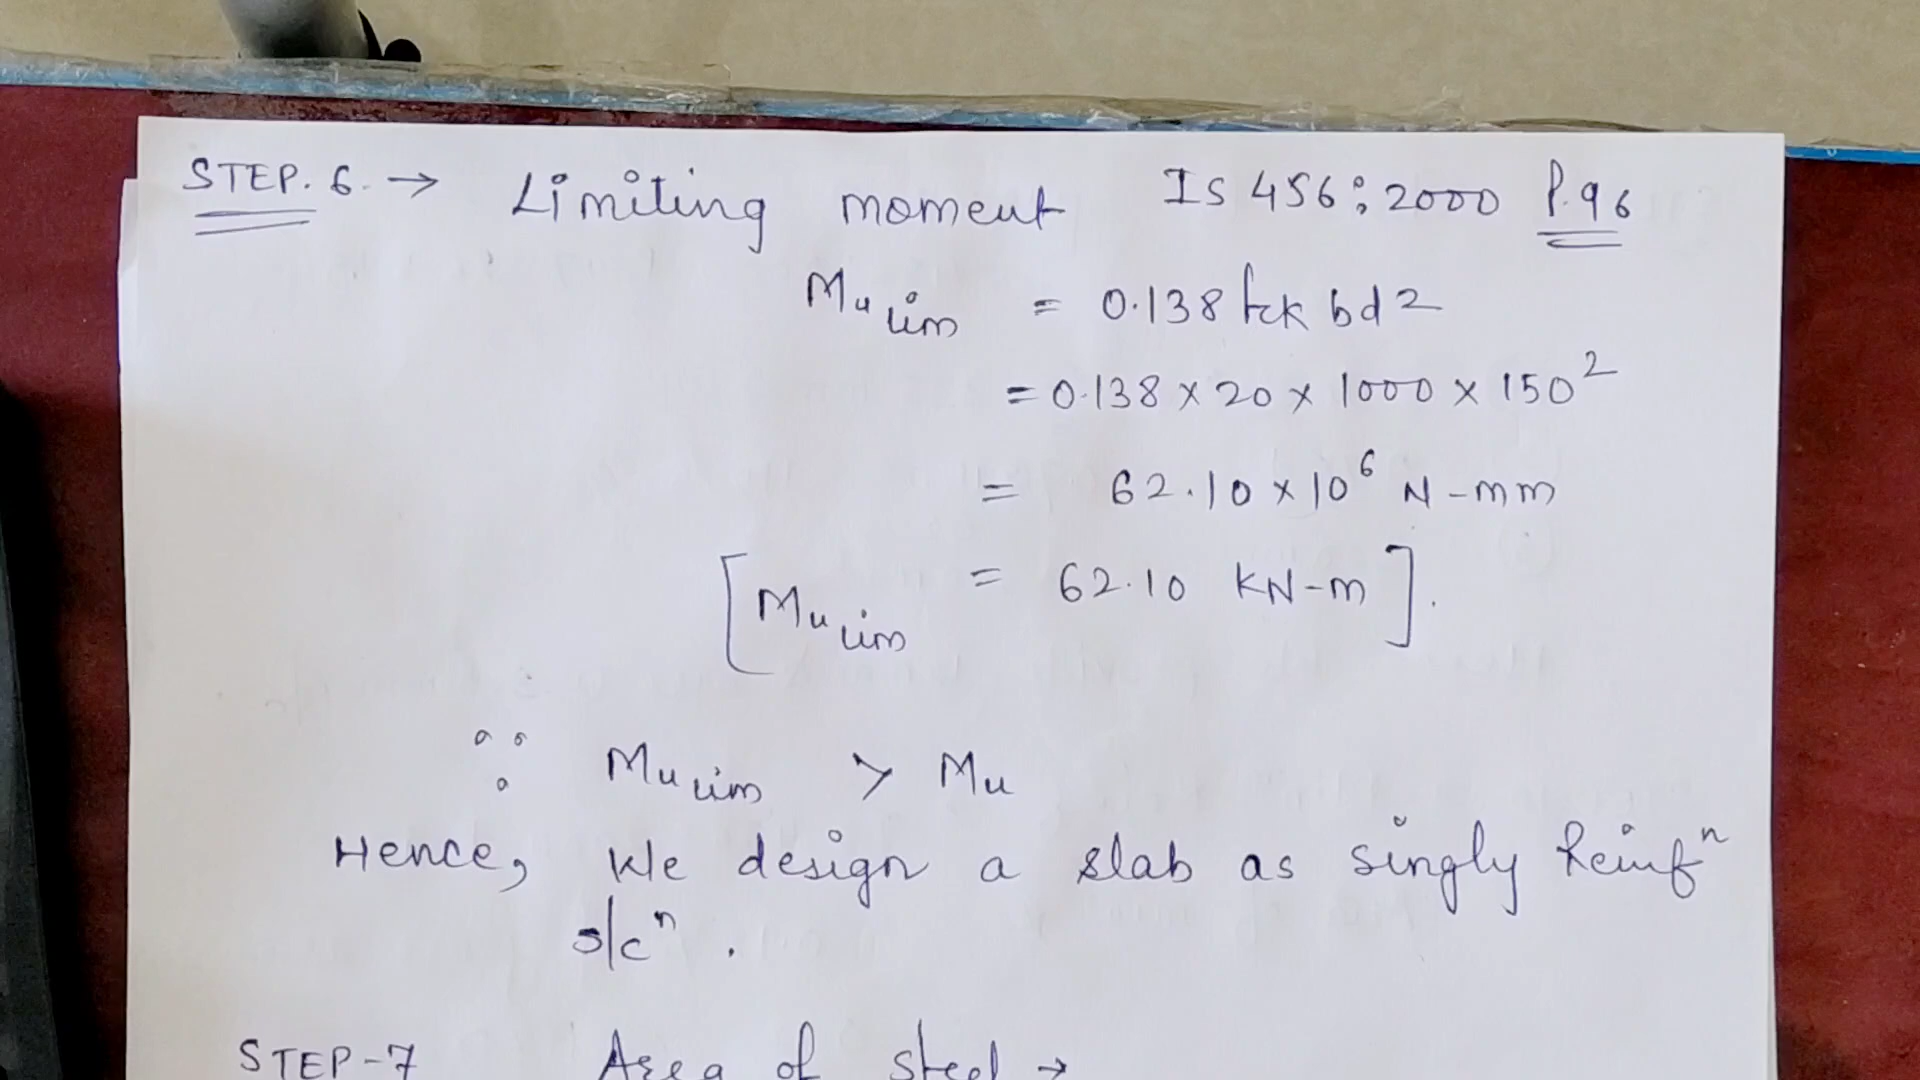 STEP. 6. → Limiting moment IS 456:2000 P.96
Mu lim = 0.138 fck bd2
= 0.138 × 20 × 1000 × 150²
= 62.10 × 10⁶ N-mm
[Mu lim = 62.10 KN-m].
∵ Mu lim > Mu
Hence, We design a slab as singly Reinfⁿ
s/cⁿ.
STEP-7 Area of steel →